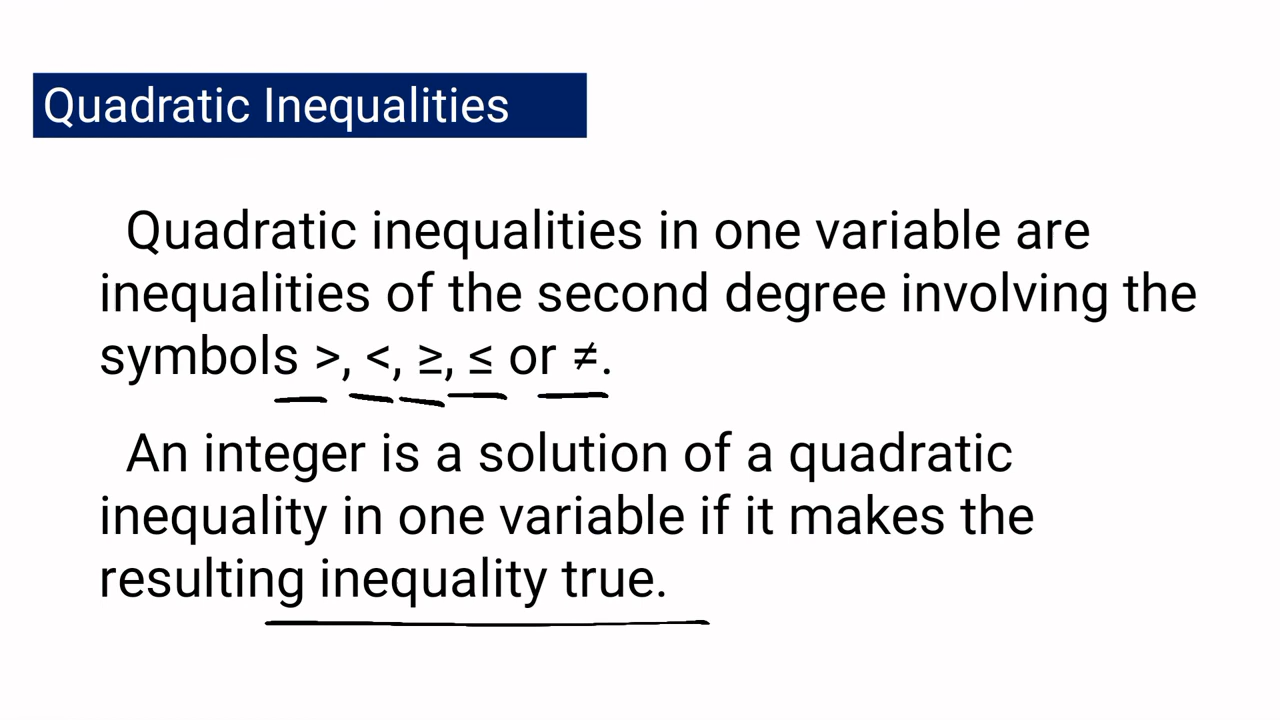 Quadratic Inequalities
Quadratic inequalities in one variable are
inequalities of the second degree involving the
symbols >, <, ≥, ≤ or ≠.
An integer is a solution of a quadratic
inequality in one variable if it makes the
resulting inequality true.